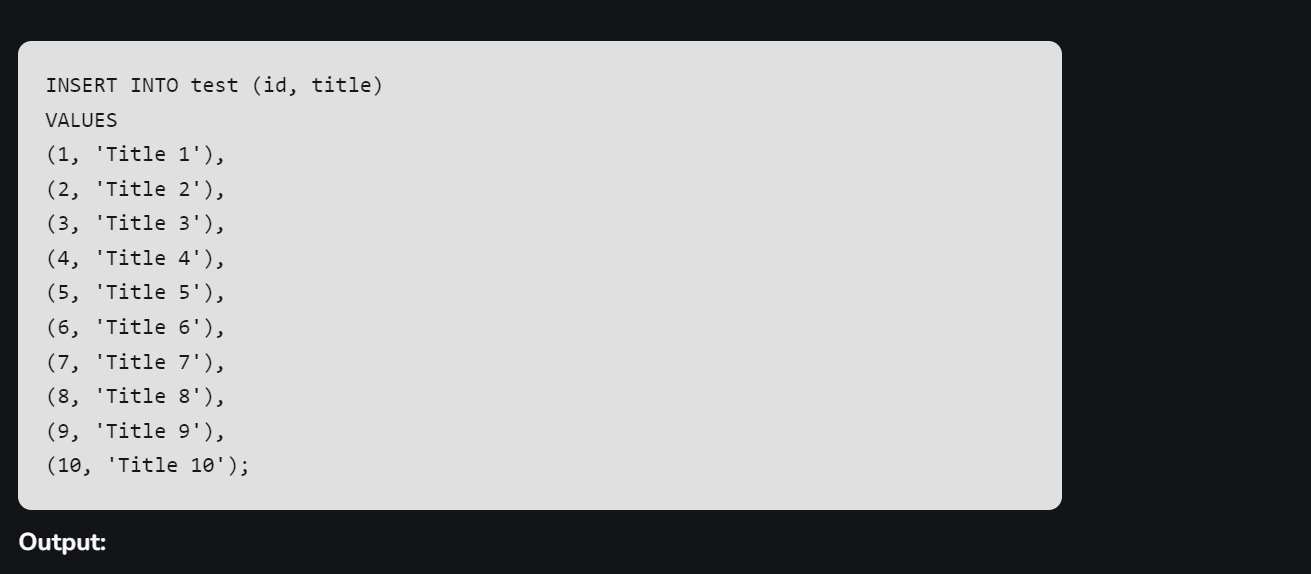 INSERT INTO test (id, title)
VALUES
(1, 'Title 1'),
(2, 'Title 2'),
(3, 'Title 3'),
(4, 'Title 4'),
(5, 'Title 5'),
(6, 'Title 6'),
(7, 'Title 7'),
(8, 'Title 8'),
(9, 'Title 9'),
(10, 'Title 10');
Output: